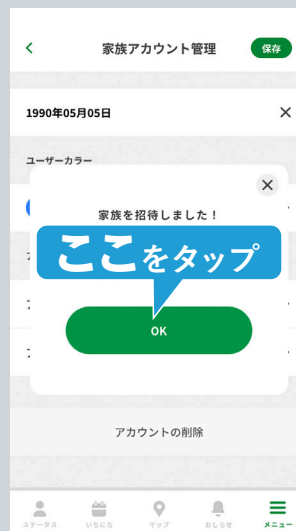 家族アカウント管理
保存
1990年05月05日
ユーザーカラー
家族を招待しました！
ここをタップ
OK
アカウントの削除
ステータス
いちにち
マップ
おしらせ
メニュー